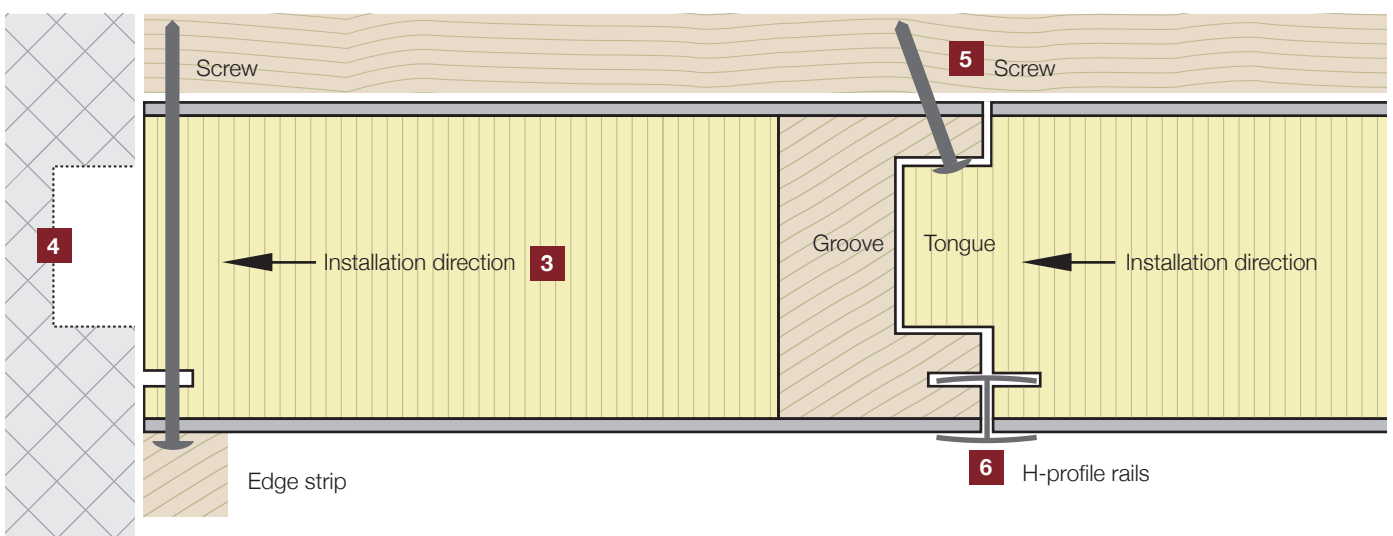 Screw
5
Screw
4
Installation direction
3
Groove
Tongue
Installation direction
6
H-profile rails
Edge strip